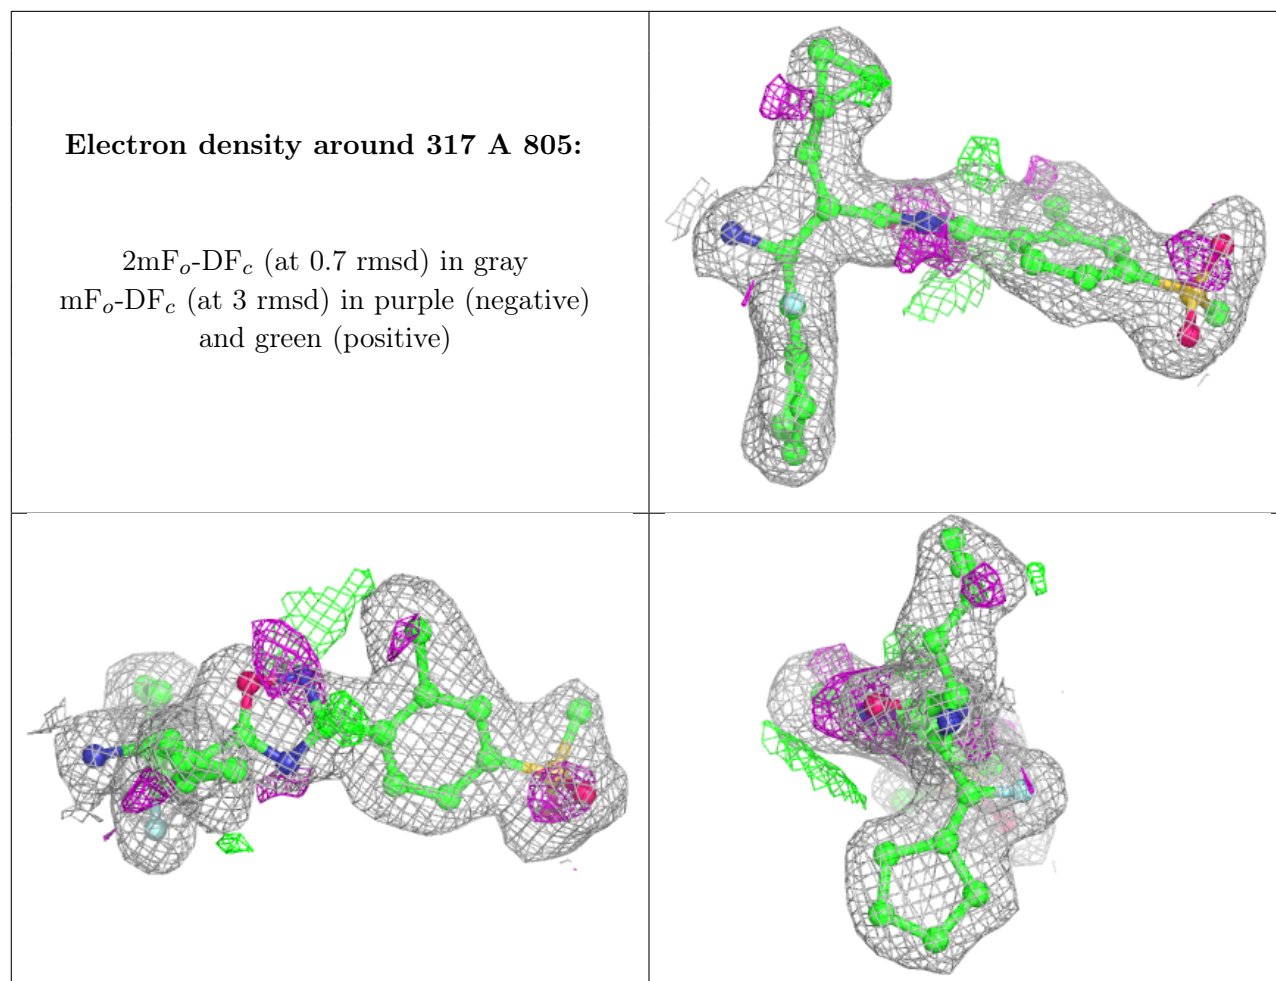 Electron density around 317 A 805:
2mFo-DFc (at 0.7 rmsd) in gray
mFo-DFc (at 3 rmsd) in purple (negative)
and green (positive)